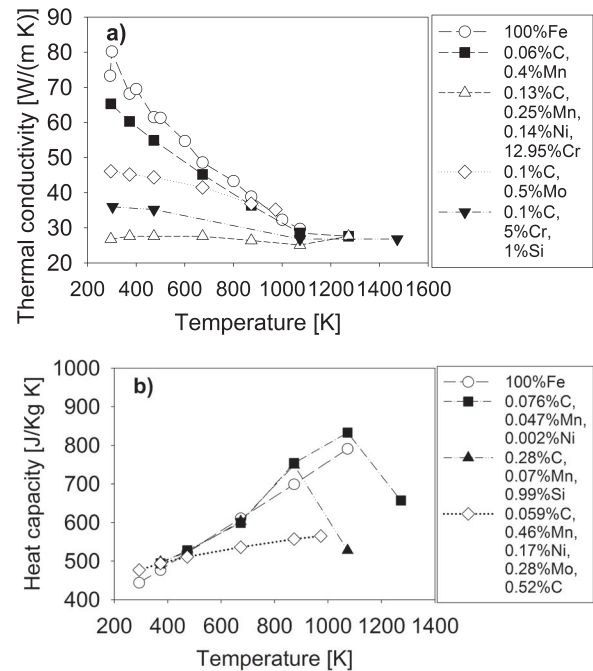 90
80
70
60
50
40
30
20
Thermal conductivity [W/(m K)]
a)
200 400 600 800 1000 1200 1400 1600
Temperature [K]
100%Fe
0.06%C,
0.4%Mn
0.13%C,
0.25%Mn,
0.14%Ni,
12.95%Cr
0.1%C,
0.5%Mo
0.1%C,
5%Cr,
1%Si
1000
900
800
700
600
500
400
Heat capacity [J/Kg K]
b)
200 400 600 800 1000 1200 1400
Temperature [K]
100%Fe
0.076%C,
0.047%Mn,
0.002%Ni
0.28%C,
0.07%Mn,
0.99%Si
0.059%C,
0.46%Mn,
0.17%Ni,
0.28%Mo,
0.52%C